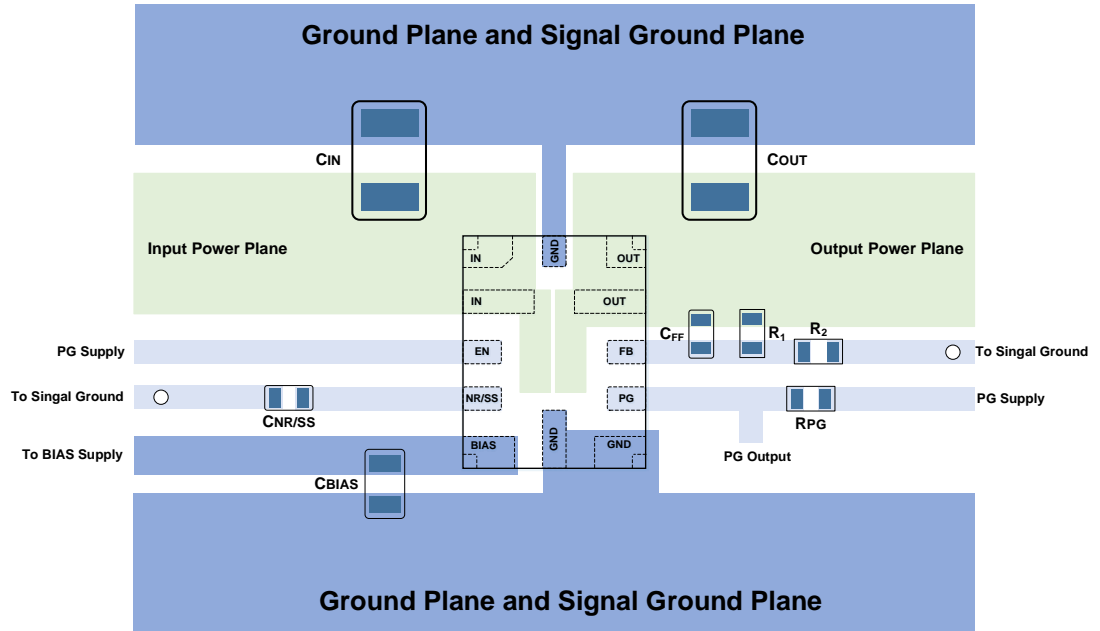 Ground Plane and Signal Ground Plane
CIN
COUT
Input Power Plane
Output Power Plane
GND
IN
OUT
IN
OUT
CFF
R1
R2
PG Supply
EN
FB
To Singal Ground
To Singal Ground
NR/SS
PG
PG Supply
CNR/SS
RPG
To BIAS Supply
BIAS
GND
GND
PG Output
CBIAS
Ground Plane and Signal Ground Plane